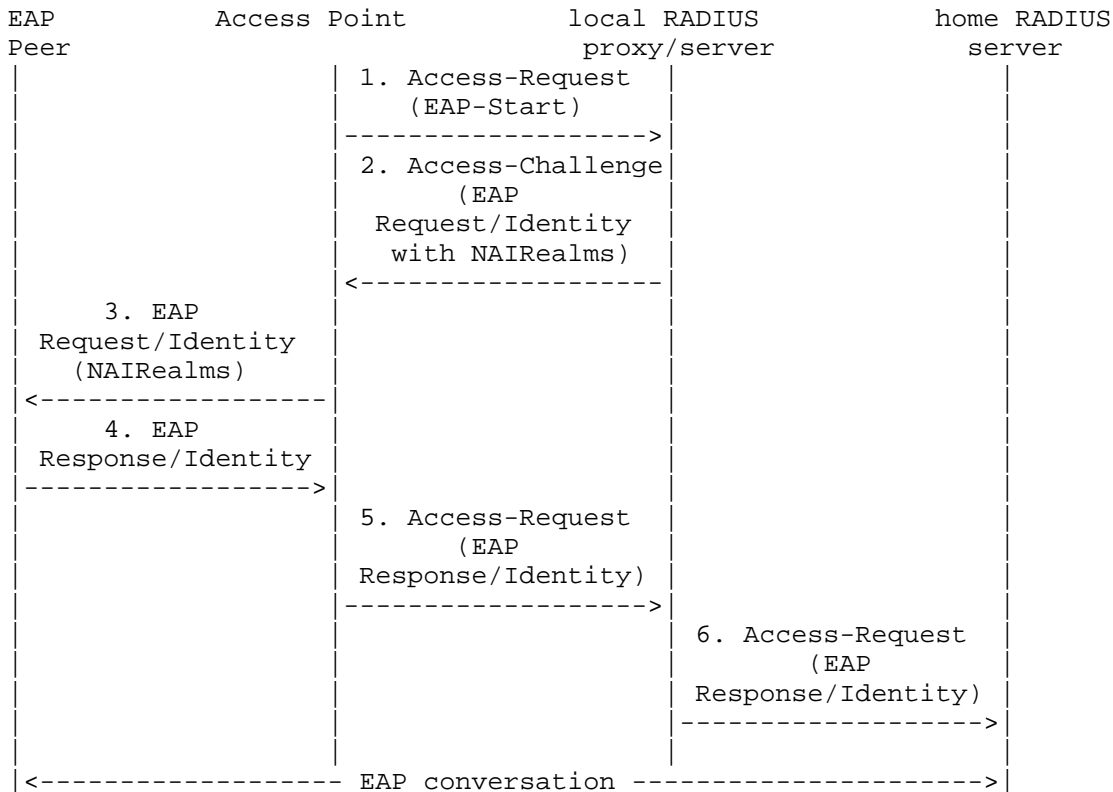 EAP Access Point local RADIUS home RADIUS
Peer proxy/server server
1. Access-Request
(EAP-Start)
2. Access-Challenge
(EAP
Request/Identity
with NAIRealms)
3. EAP
Request/Identity
(NAIRealms)
4. EAP
Response/Identity
5. Access-Request
(EAP
Response/Identity)
6. Access-Request
(EAP
Response/Identity)
EAP conversation